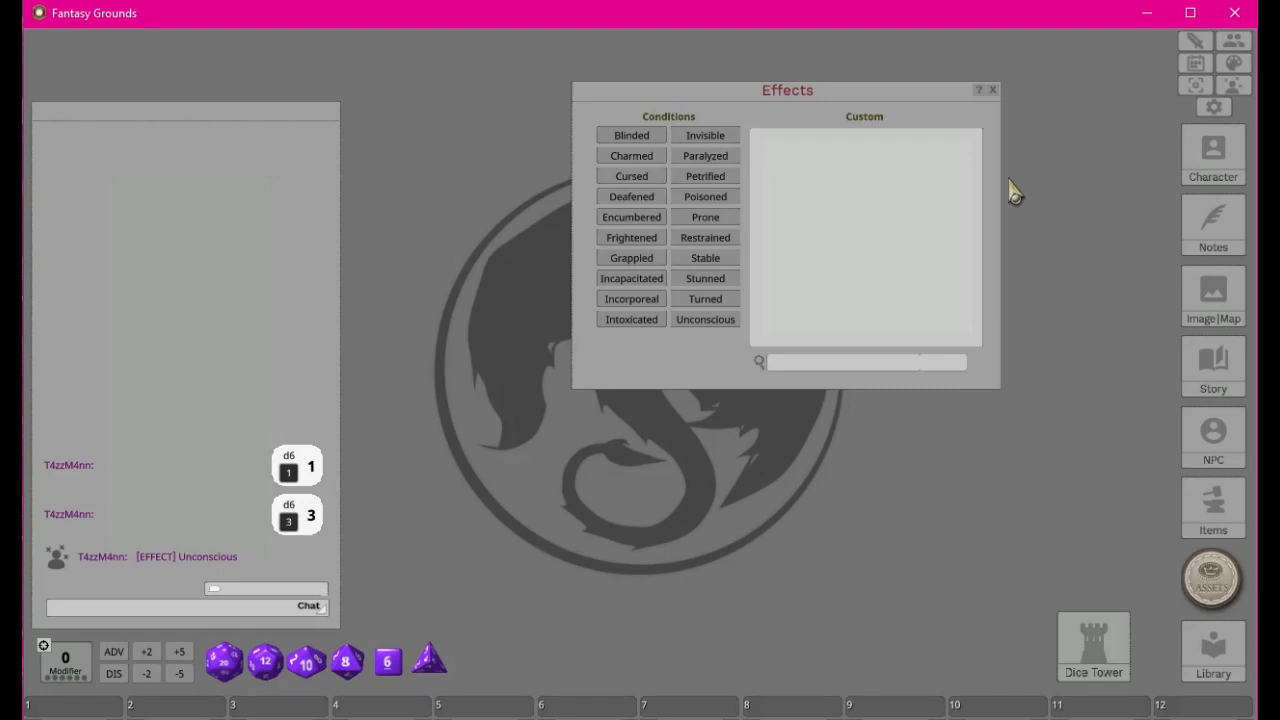 Fantasy Grounds
Effects
? X
Conditions
Custom
Blinded Invisible
Charmed Paralyzed
Cursed Petrified
Deafened Poisoned
Encumbered Prone
Frightened Restrained
Grappled Stable
Incapacitated Stunned
Incorporeal Turned
Intoxicated Unconscious
Character
Notes
Image|Map
Story
NPC
Items
ASSETS
Library
Dice Tower
T4zzM4nn:
d6
1 1
T4zzM4nn:
d6
3 3
T4zzM4nn: [EFFECT] Unconscious
Chat
0
Modifier
ADV +2 +5
DIS -2 -5
20 12 10 8 6
1 2 3 4 5 6 7 8 9 10 11 12